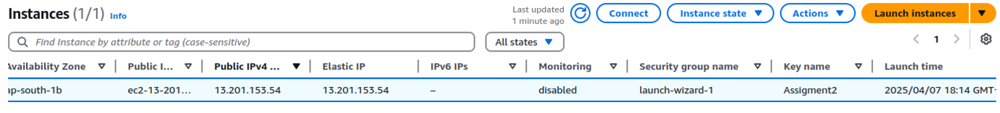 Instances (1/1) Info
Last updated
1 minute ago
Connect
Instance state
Actions
Launch instances
Find Instance by attribute or tag (case-sensitive)
All states
1
Availability Zone Public I... Public IPv4 ... Elastic IP IPv6 IPs Monitoring Security group name Key name Launch time
ap-south-1b ec2-13-201... 13.201.153.54 13.201.153.54 – disabled launch-wizard-1 Assigment2 2025/04/07 18:14 GMT